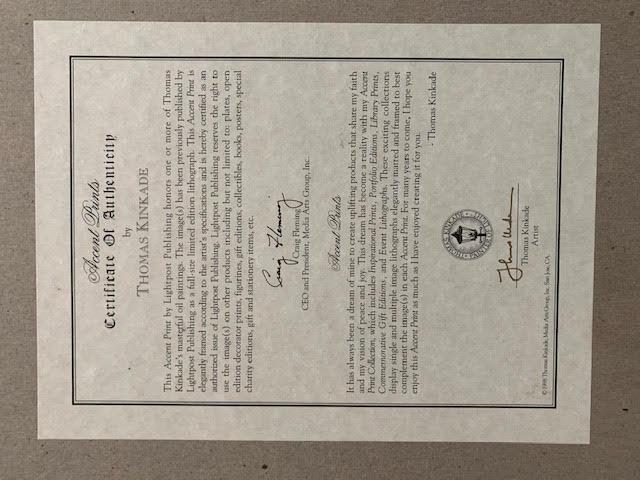 Accent Prints
Certificate Of Authenticity
by
THOMAS KINKADE
This Accent Print by Lightpost Publishing honors one or more of Thomas
Kinkade's masterful oil paintings. The image(s) has been previously published by
Lightpost Publishing as a full-size limited edition lithograph. This Accent Print is
elegantly framed according to the artist's specifications and is hereby certified as an
authorized issue of Lightpost Publishing. Lightpost Publishing reserves the right to
use the image(s) on other products including but not limited to: plates, open
edition decorator prints, figurines, gift editions, collectibles, books, posters, special
charity editions, gift and stationery items, etc.
Craig Fleming
Craig Fleming
CEO and President, Media Arts Group, Inc.
Accent Prints
It has always been a dream of mine to create uplifting products that share my faith
and my vision of peace and joy. This dream has become a reality with my Accent
Print Collection, which includes Inspirational Prints, Portfolio Editions, Library Prints,
Commemorative Gift Editions, and Event Lithographs. These exciting collections
display single and multiple image lithographs elegantly matted and framed to best
complement the image(s) in each Accent Print. For many years to come, I hope you
enjoy this Accent Print as much as I have enjoyed creating it for you.
- Thomas Kinkade
THOMAS KINKADE
PAINTER OF LIGHT
Thomas Kinkade
Artist
© 1998 Thomas Kinkade, Media Arts Group, Inc. San Jose, CA.